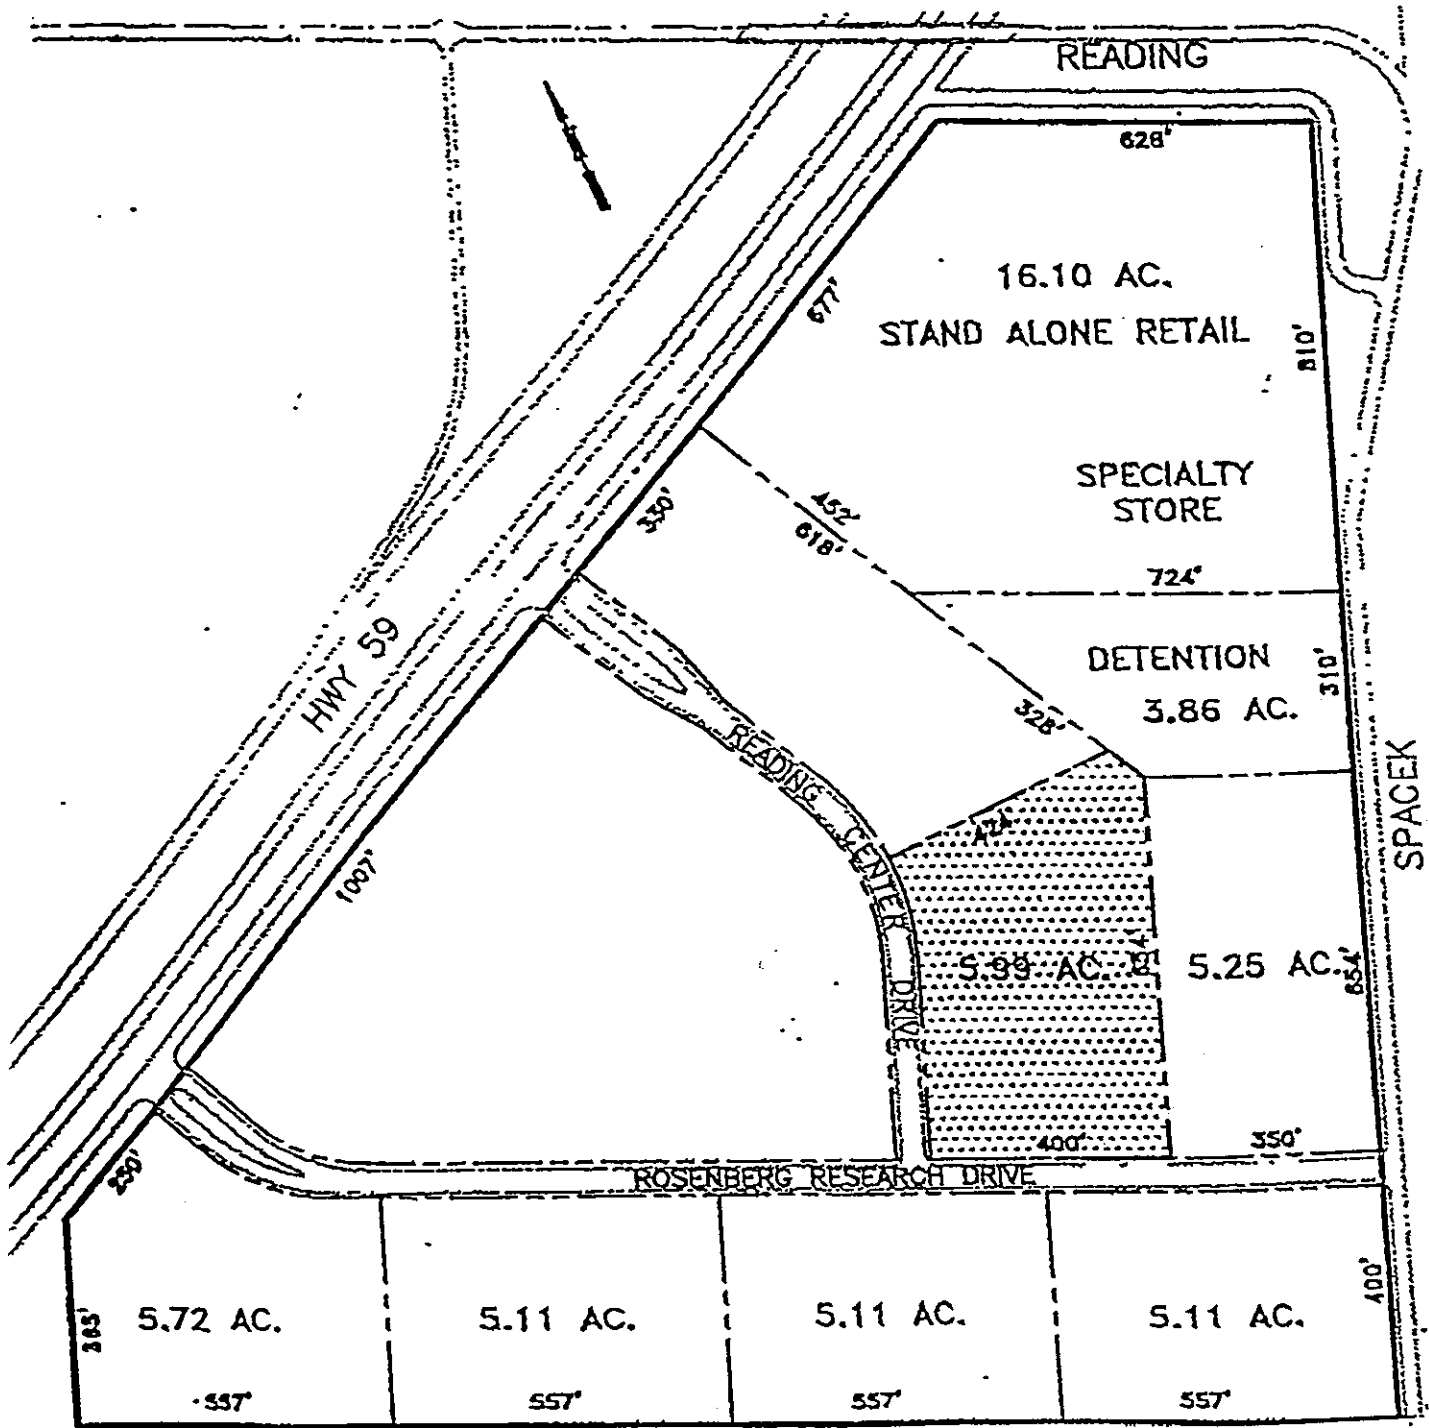 READING
628'
16.10 AC.
STAND ALONE RETAIL
677'
810'
SPECIALTY
STORE
330'
452'
618'
724'
DETENTION
3.86 AC.
310'
328'
HWY 59
READING CENTER DRIVE
SPACEK
1007'
5.99 AC.
5.25 AC.
654'
400'
350'
ROSENBERG RESEARCH DRIVE
5.72 AC.
5.11 AC.
5.11 AC.
5.11 AC.
400'
557'
557'
557'
557'